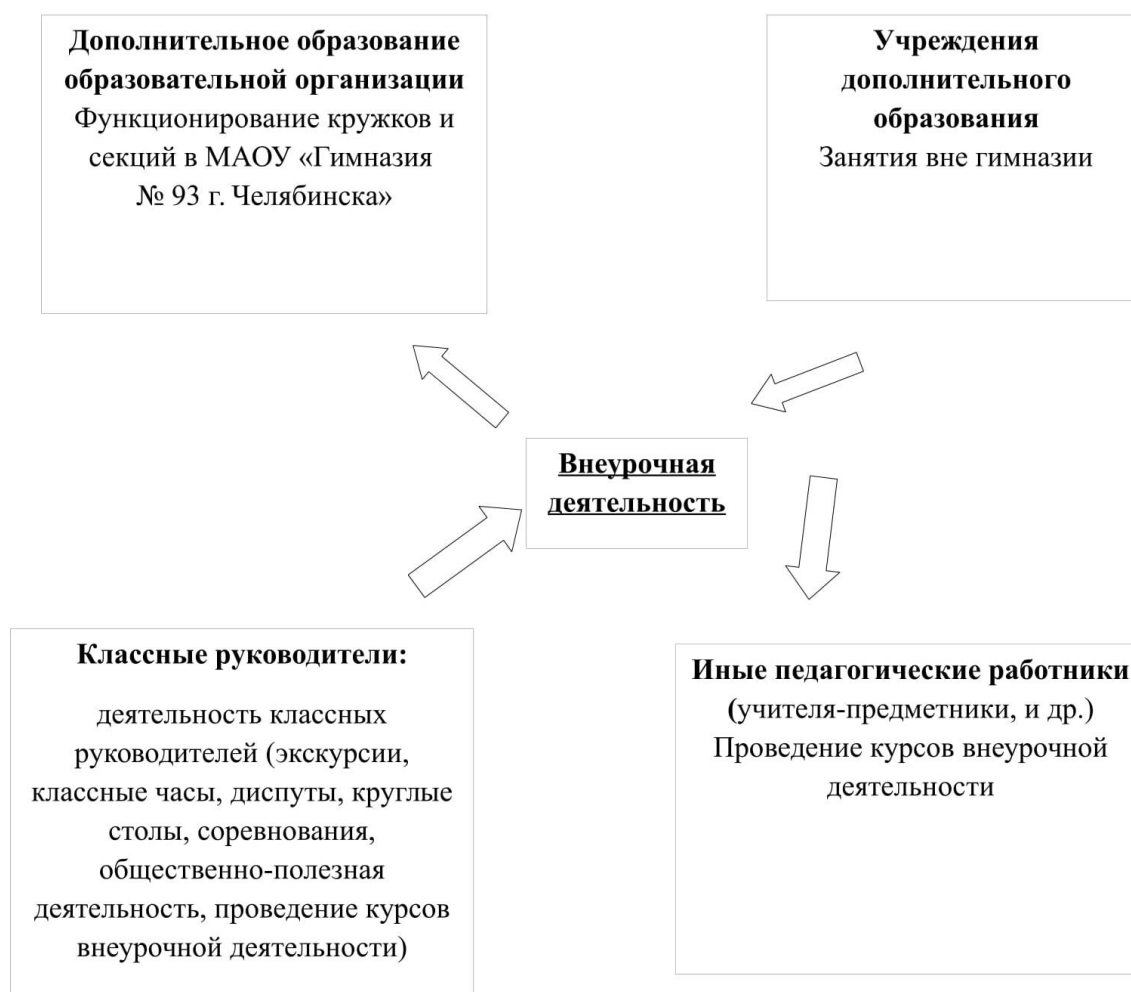 Дополнительное образование
образовательной организации
Функционирование кружков и
секций в МАОУ «Гимназия
№ 93 г. Челябинска»
Учреждения
дополнительного
образования
Занятия вне гимназии
Внеурочная
деятельность
Классные руководители:
деятельность классных
руководителей (экскурсии,
классные часы, диспуты, круглые
столы, соревнования,
общественно-полезная
деятельность, проведение курсов
внеурочной деятельности)
Иные педагогические работники
(учителя-предметники, и др.)
Проведение курсов внеурочной
деятельности